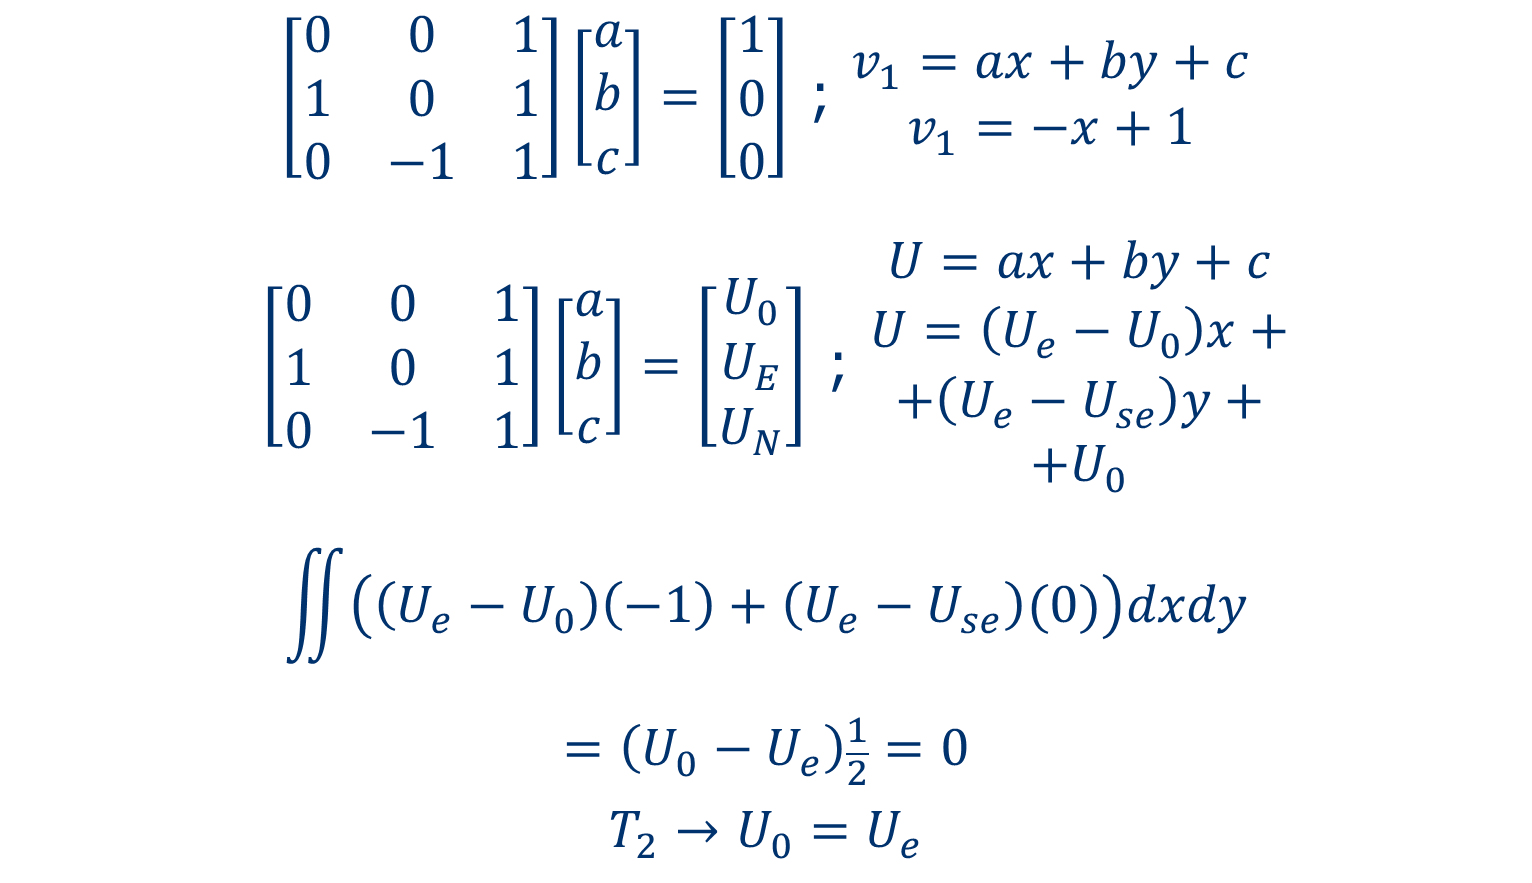 [0 0 1; 1 0 1; 0 −1 1] [a; b; c] = [1; 0; 0] ; v₁ = ax + by + c
v₁ = −x + 1
[0 0 1; 1 0 1; 0 −1 1] [a; b; c] = [U₀; U_E; U_N] ; U = ax + by + c
U = (U_e − U₀)x +
+(U_e − U_se)y +
+U₀
∬((U_e − U₀)(−1) + (U_e − U_se)(0))dxdy
= (U₀ − U_e)½ = 0
T₂ → U₀ = U_e